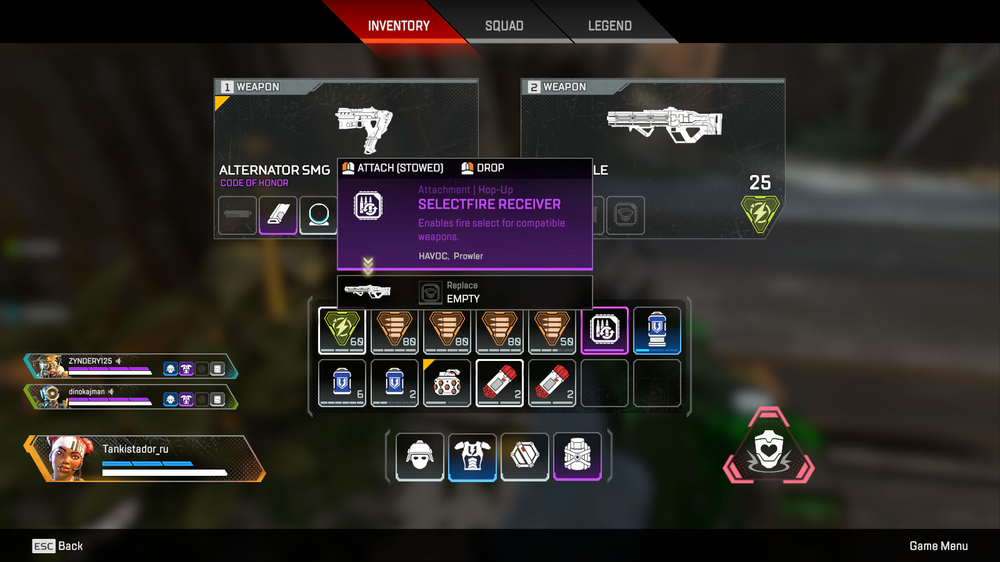 INVENTORY
SQUAD
LEGEND
1 WEAPON
2 WEAPON
ALTERNATOR SMG
CODE OF HONOR
LE
25
ATTACH (STOWED)
DROP
Attachment | Hop-Up
SELECTFIRE RECEIVER
Enables fire select for compatible
weapons.
HAVOC, Prowler
Replace
EMPTY
60
80
80
80
50
6
2
2
2
ZYNDERY125
dinokajman
Tankistador_ru
ESC Back
Game Menu